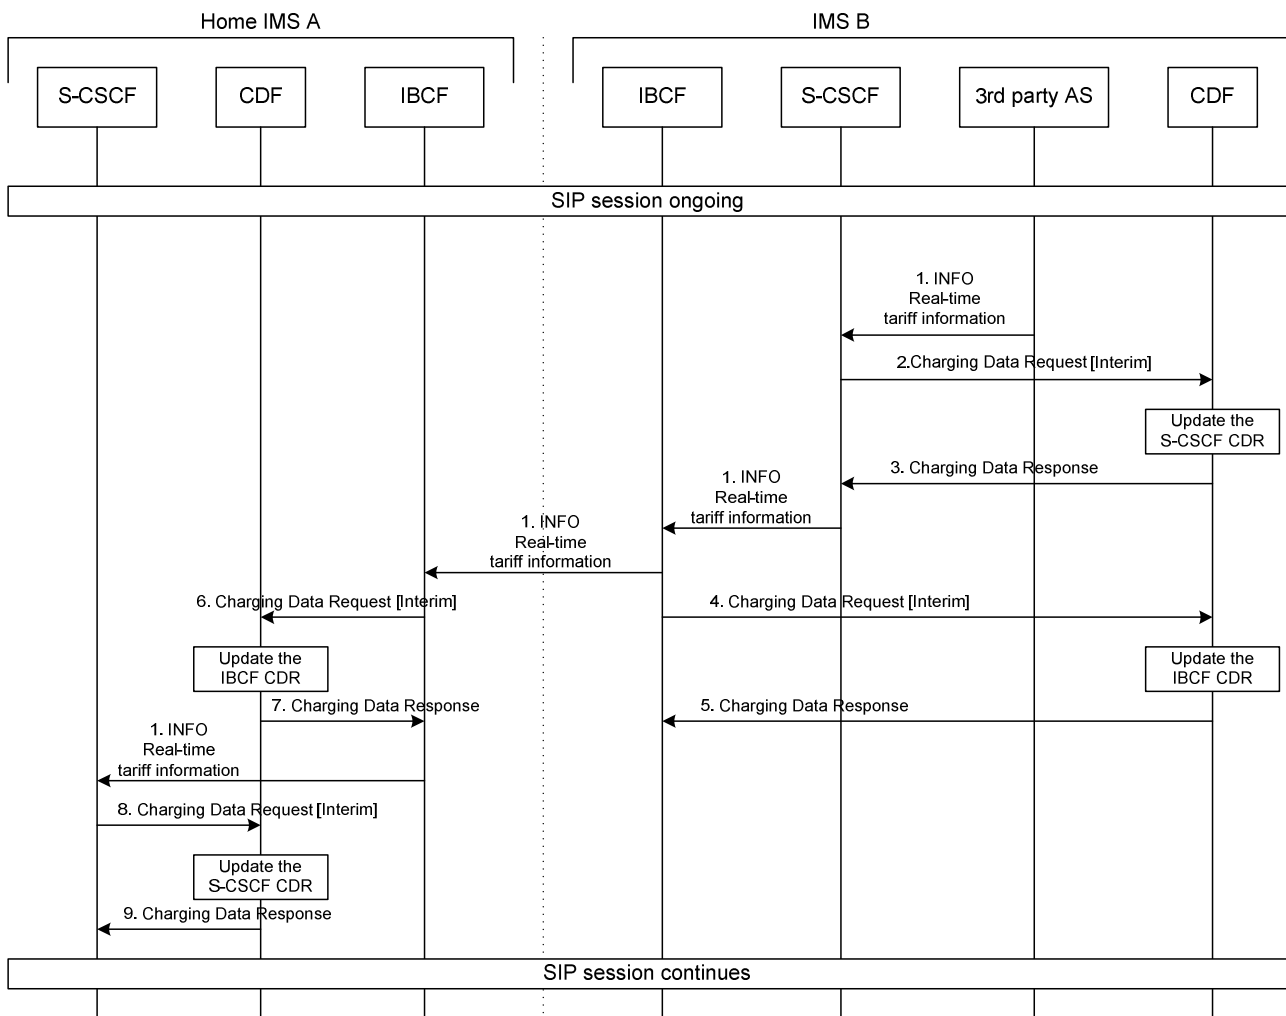 Home IMS A
IMS B
S-CSCF
CDF
IBCF
IBCF
S-CSCF
3rd party AS
CDF
SIP session ongoing
1. INFO
Real-time
tariff information
2.Charging Data Request [Interim]
Update the
S-CSCF CDR
3. Charging Data Response
1. INFO
Real-time
tariff information
1. INFO
Real-time
tariff information
6. Charging Data Request [Interim]
4. Charging Data Request [Interim]
Update the
IBCF CDR
Update the
IBCF CDR
7. Charging Data Response
5. Charging Data Response
1. INFO
Real-time
tariff information
8. Charging Data Request [Interim]
Update the
S-CSCF CDR
9. Charging Data Response
SIP session continues